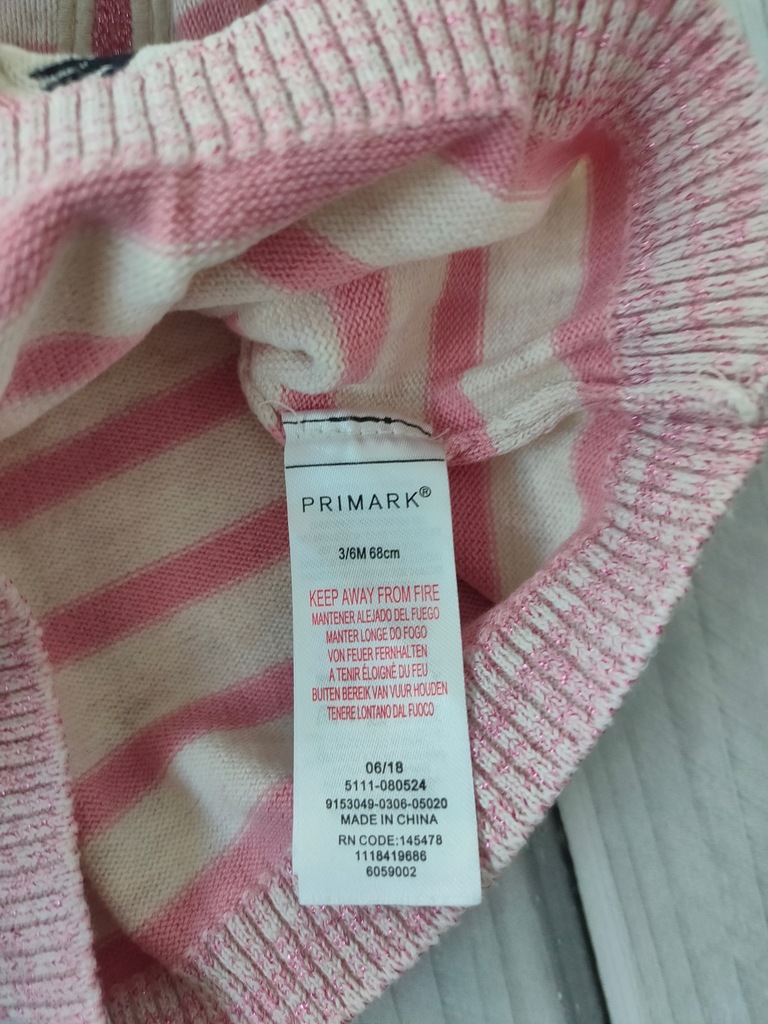 PRIMARK®
3/6M 68cm
KEEP AWAY FROM FIRE
MANTENER ALEJADO DEL FUEGO
MANTER LONGE DO FOGO
VON FEUER FERNHALTEN
A TENIR ÉLOIGNÉ DU FEU
BUITEN BEREIK VAN VUUR HOUDEN
TENERE LONTANO DAL FUOCO
06/18
5111-080524
9153049-0306-05020
MADE IN CHINA
RN CODE:145478
1118419686
6059002